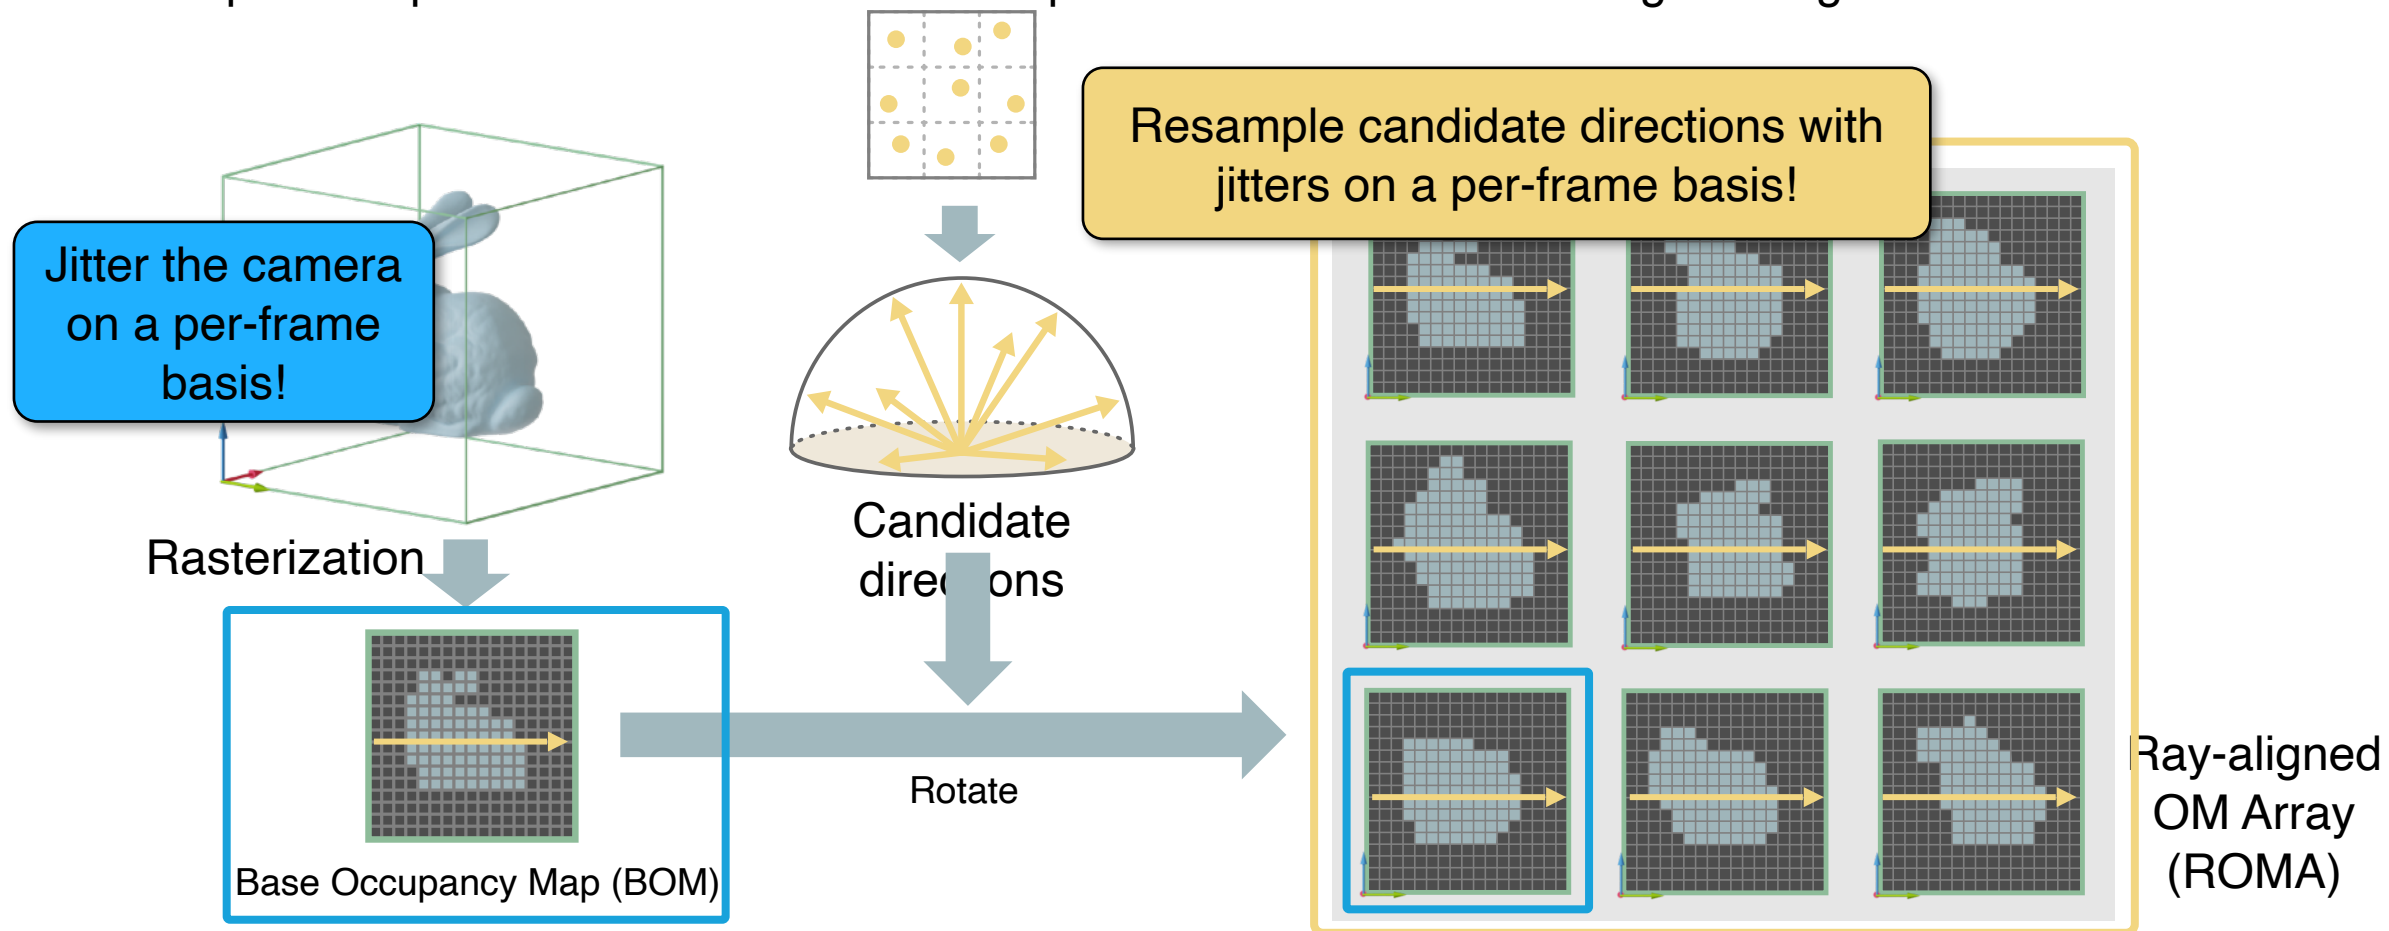 Resample candidate directions with
jitters on a per-frame basis!
Jitter the camera
on a per-frame
basis!
Candidate
Rasterization
Ray-aligned
OM Array
(ROMA)
Rotate
Base Occupancy Map (BOM)